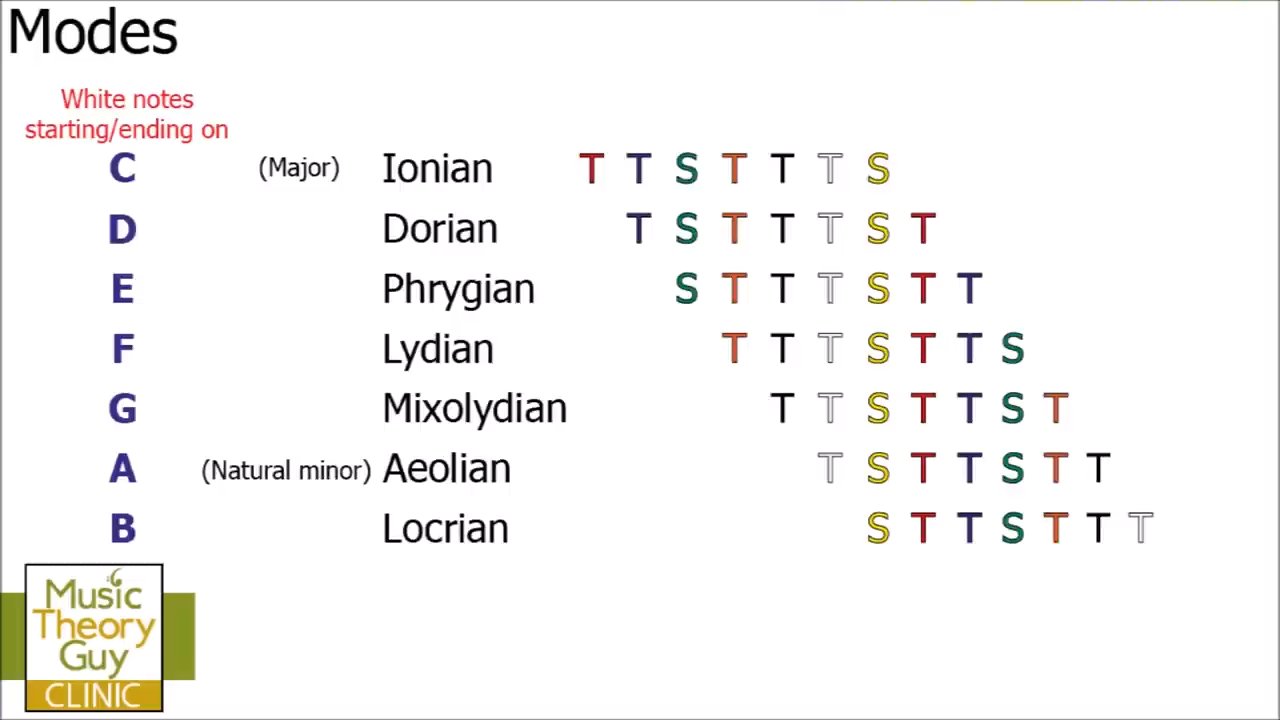 Modes
White notes
starting/ending on
C (Major) Ionian T T S T T T S
D Dorian T S T T T S T
E Phrygian S T T T S T T
F Lydian T T T S T T S
G Mixolydian T T S T T S T
A (Natural minor) Aeolian T S T T S T T
B Locrian S T T S T T T
Music
Theory
Guy
CLINIC